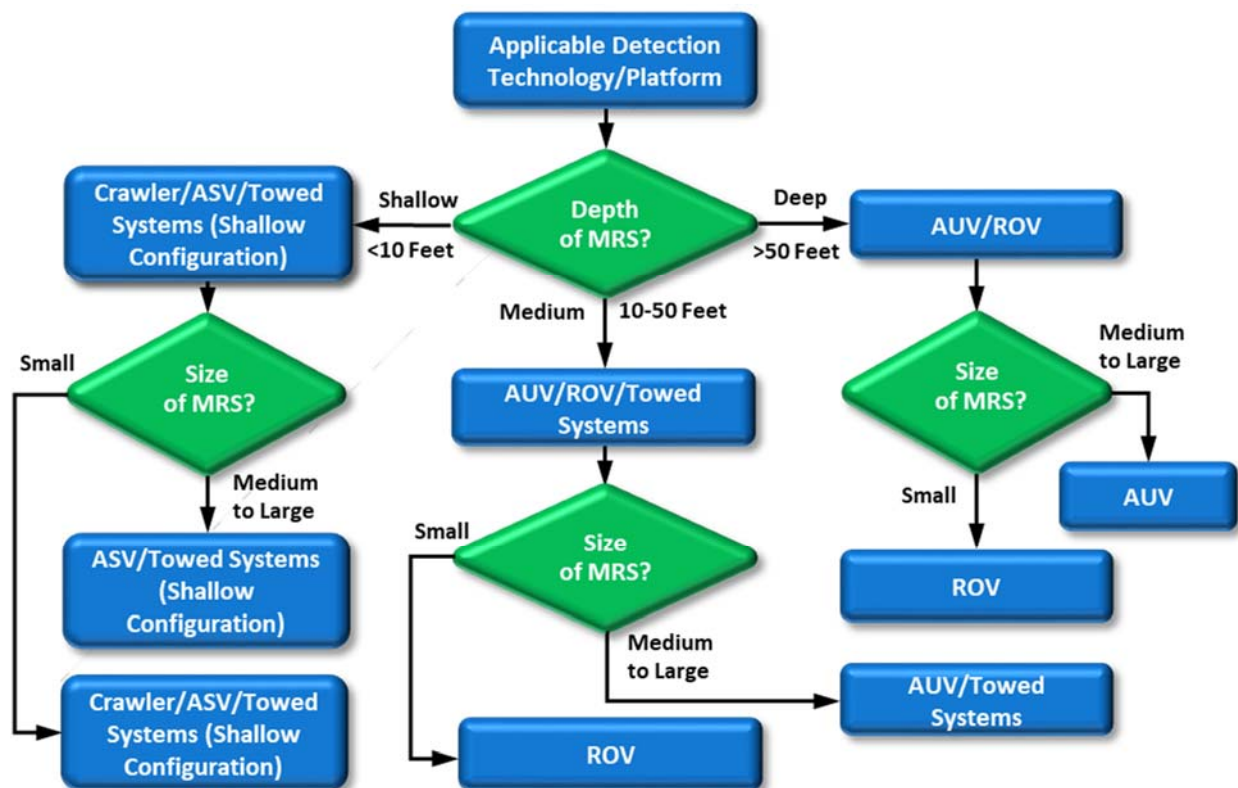 Applicable Detection
Technology/Platform
Crawler/ASV/Towed
Systems (Shallow
Configuration)
Shallow
<10 Feet
Depth
of MRS?
Deep
>50 Feet
AUV/ROV
Medium
10-50 Feet
Small
Size
of MRS?
AUV/ROV/Towed
Systems
Size
of MRS?
Medium
to Large
Medium
to Large
Small
AUV
ASV/Towed Systems
(Shallow
Configuration)
Small
Size
of MRS?
ROV
Medium
to Large
Crawler/ASV/Towed
Systems (Shallow
Configuration)
ROV
AUV/Towed
Systems